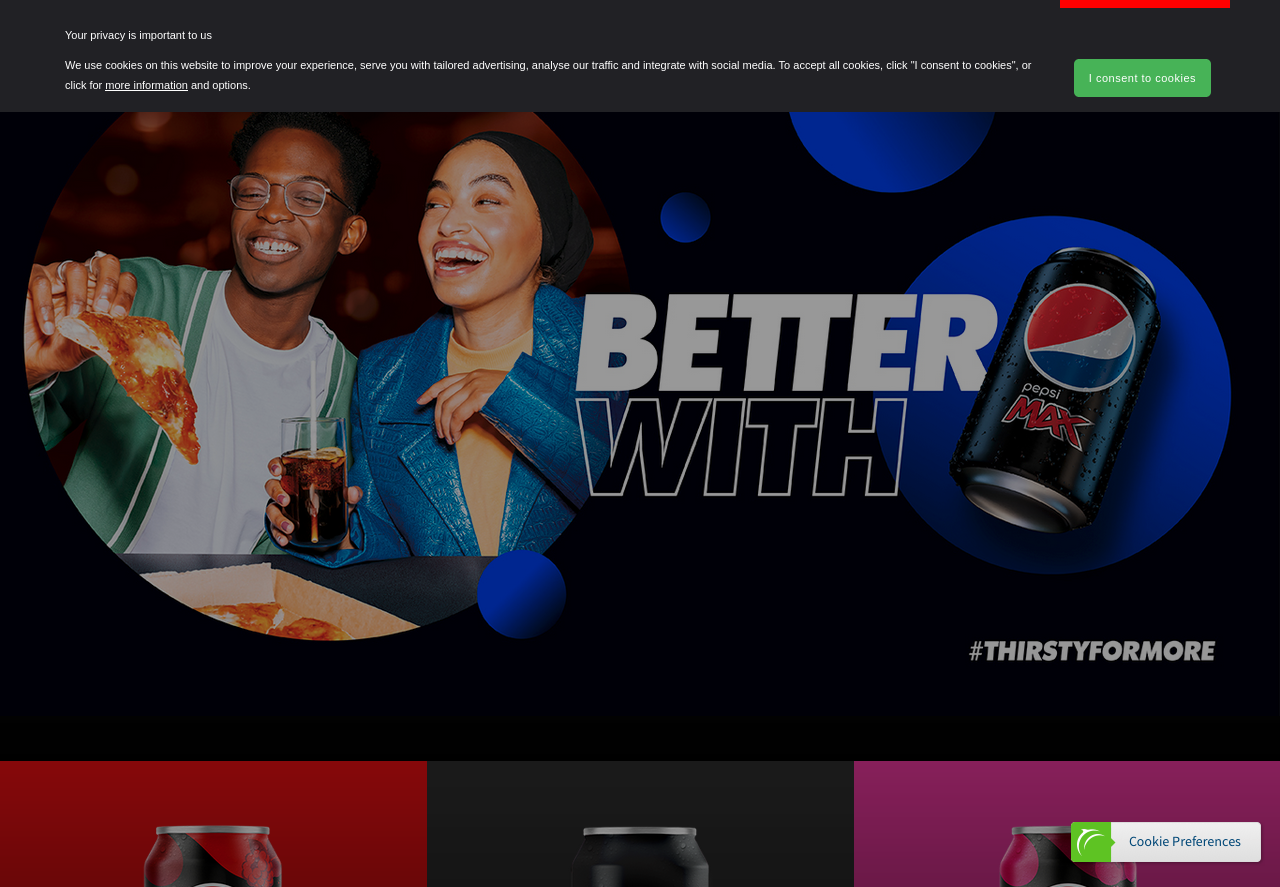 Your privacy is important to us
We use cookies on this website to improve your experience, serve you with tailored advertising, analyse our traffic and integrate with social media. To accept all cookies, click "I consent to cookies", or
click for more information and options.
I consent to cookies
BETTER
WITH
pepsi
MAX
#THIRSTYFORMORE
Cookie Preferences